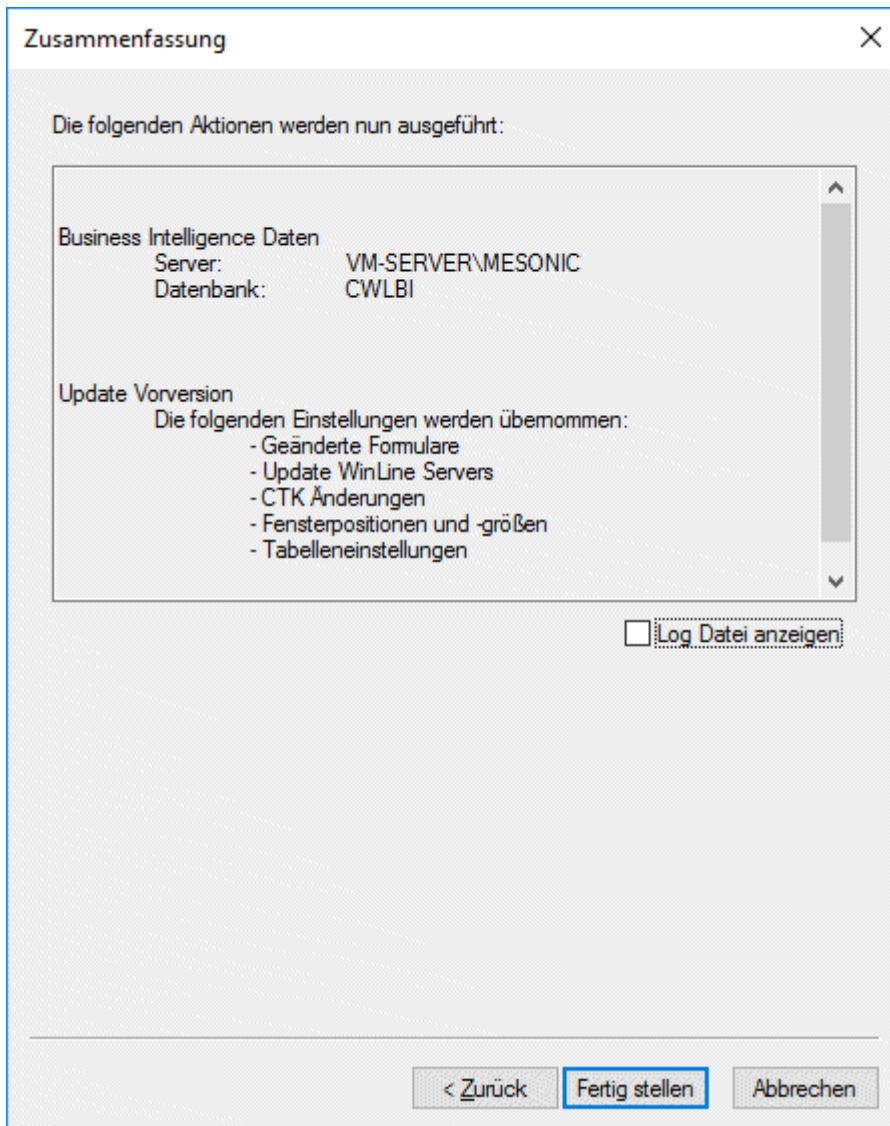 Zusammenfassung
Die folgenden Aktionen werden nun ausgeführt:
Business Intelligence Daten
Server: VM-SERVER\MESONIC
Datenbank: CWLBI
Update Vorversion
Die folgenden Einstellungen werden übernommen:
- Geänderte Formulare
- Update WinLine Servers
- CTK Änderungen
- Fensterpositionen und -größen
- Tabelleneinstellungen
Log Datei anzeigen
< Zurück Fertig stellen Abbrechen